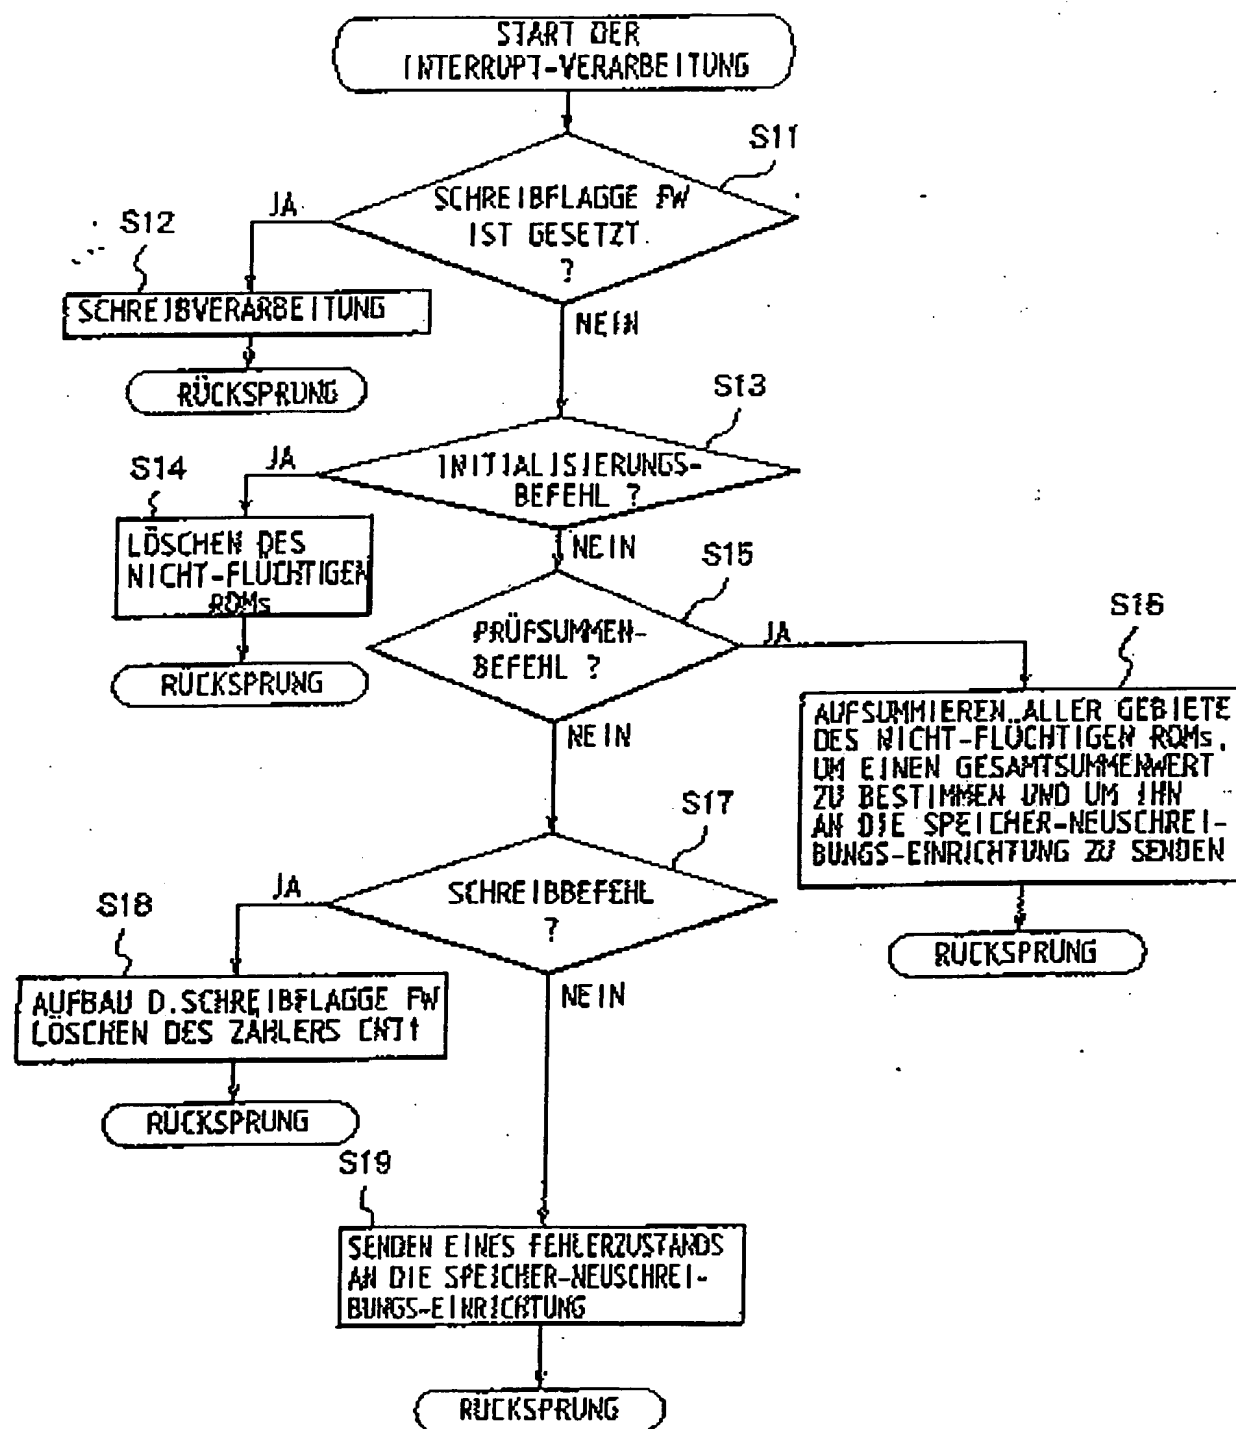 START DER
INTERRUPT-VERARBEITUNG
S11
SCHREIBFLAGGE FW
IST GESETZT
?
JA
S12
SCHREIBVERARBEITUNG
RÜCKSPRUNG
NEIN
S13
INITIALISIERUNGS-
BEFEHL ?
JA
S14
LÖSCHEN DES
NICHT-FLÜCHTIGEN
ROMs
RÜCKSPRUNG
NEIN
S15
PRÜFSUMMEN-
BEFEHL ?
JA
S16
AUFSUMMIEREN ALLER GEBIETE
DES NICHT-FLÜCHTIGEN ROMs,
UM EINEN GESAMTSUMMENWERT
ZU BESTIMMEN UND UM IHN
AN DIE SPEICHER-NEUSCHREI-
BUNGS-EINRICHTUNG ZU SENDEN
RÜCKSPRUNG
NEIN
S17
SCHREIBBEFEHL
?
JA
S18
AUFBAU D.SCHREIBFLAGGE FW
LÖSCHEN DES ZÄHLERS CNT1
RÜCKSPRUNG
NEIN
S19
SENDEN EINES FEHLERZUSTANDS
AN DIE SPEICHER-NEUSCHREI-
BUNGS-EINRICHTUNG
RÜCKSPRUNG